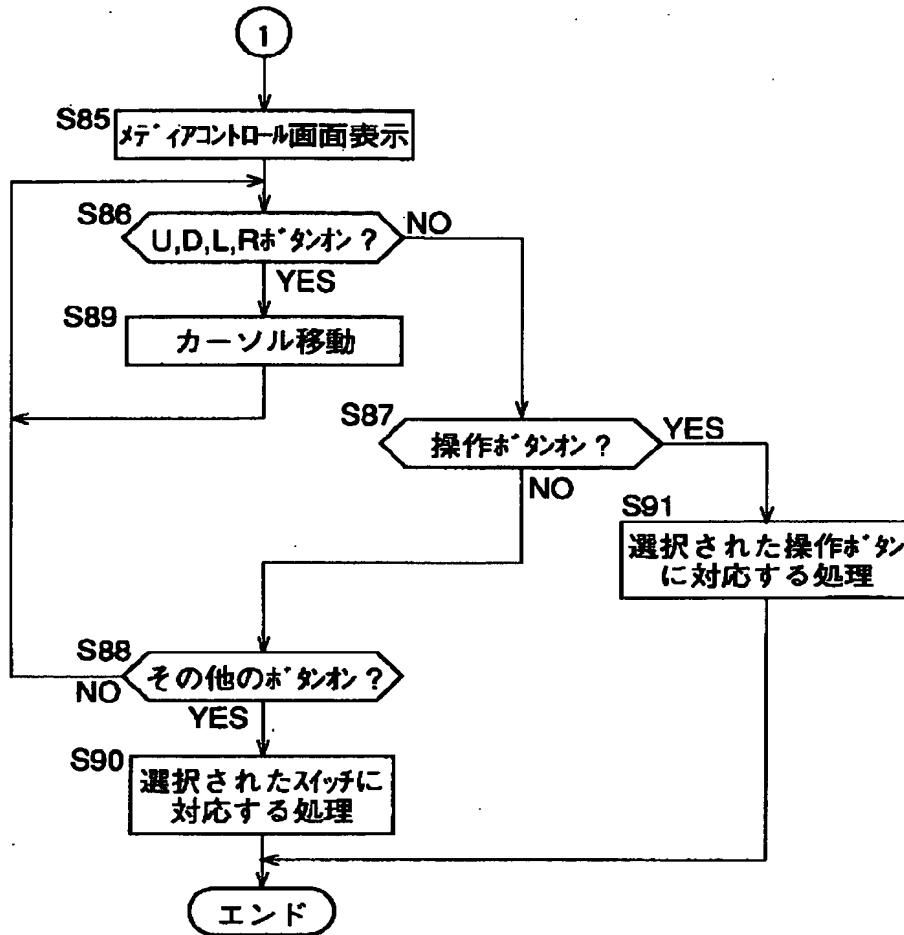 1
S85
メディアコントロール画面表示
S86
U,D,L,Rボタンオン？
NO
YES
S89
カーソル移動
S87
操作ボタンオン？
YES
NO
S91
選択された操作ボタン
に対応する処理
S88
その他のボタンオン？
NO
YES
S90
選択されたスイッチに
対応する処理
エンド